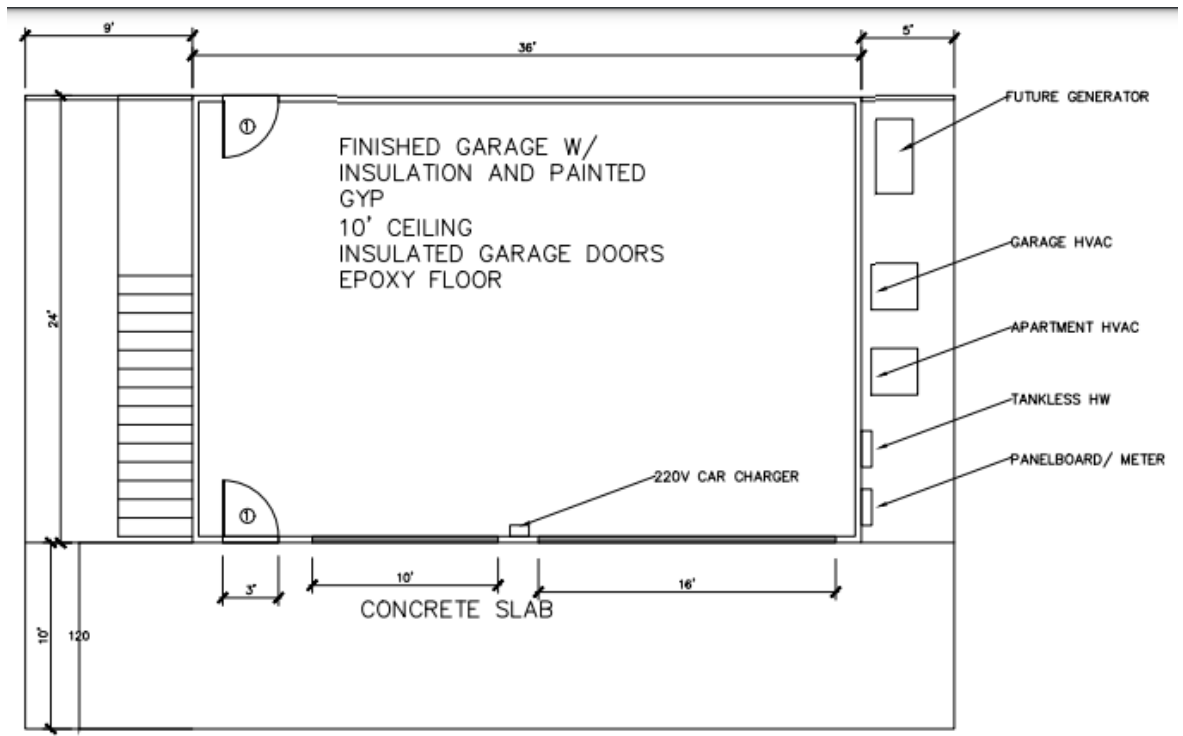 9'
36'
5'
FUTURE GENERATOR
①
FINISHED GARAGE W/
INSULATION AND PAINTED
GYP
10' CEILING
INSULATED GARAGE DOORS
EPOXY FLOOR
GARAGE HVAC
24'
APARTMENT HVAC
TANKLESS HW
PANELBOARD/ METER
220V CAR CHARGER
①
3'
10'
16'
CONCRETE SLAB
10'
120